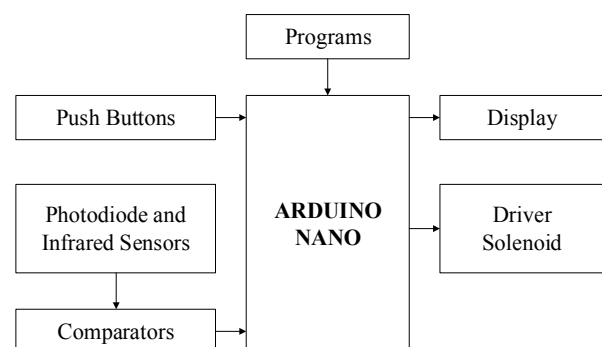 Programs
Push Buttons
Display
Photodiode and
Infrared Sensors
ARDUINO
NANO
Driver
Solenoid
Comparators